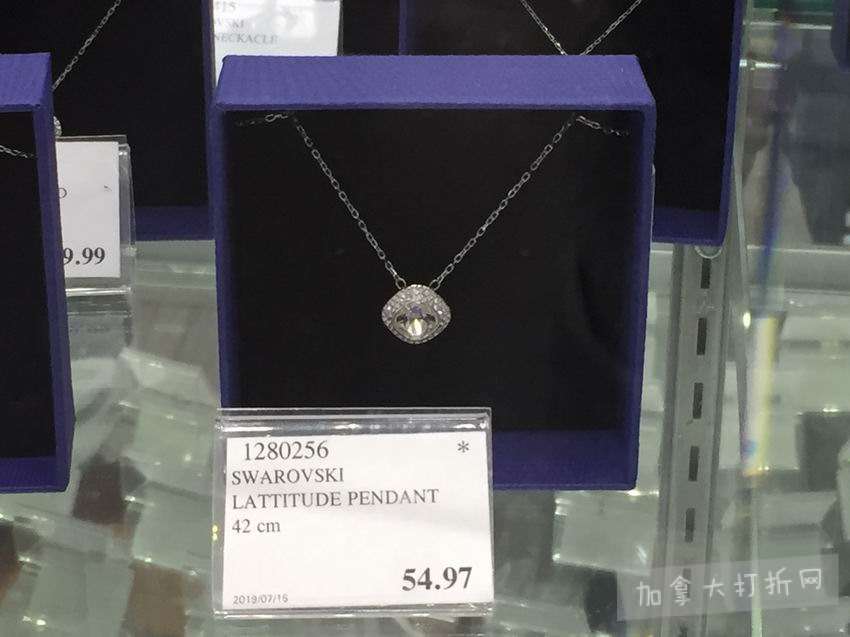 VSKI
NECKACLE
9.99
1280256 *
SWAROVSKI
LATTITUDE PENDANT
42 cm
54.97
2019/07/15
加拿大打折网